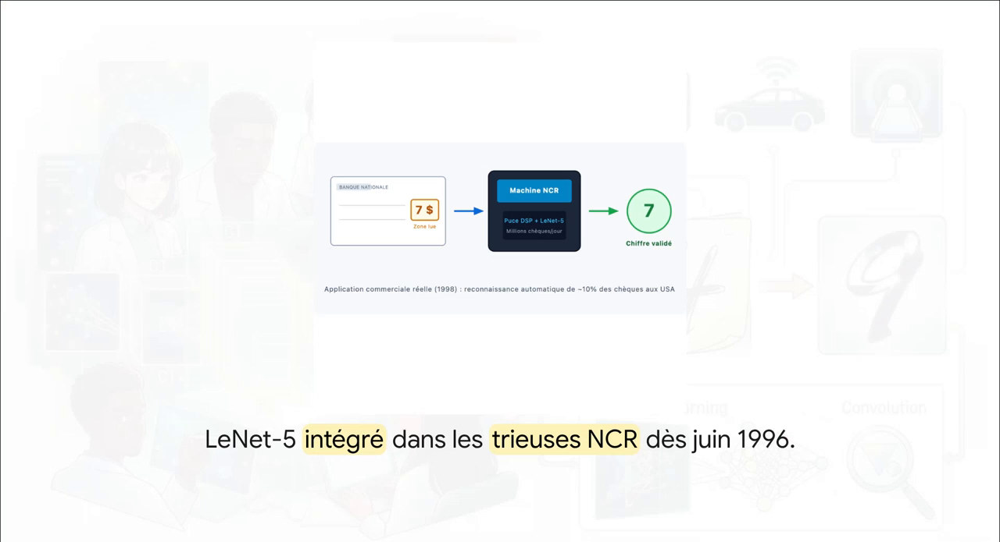 BANQUE NATIONALE
7 $
Zone lue
Machine NCR
Puce DSP + LeNet-5
Millions chèques/jour
7
Chiffre validé
Application commerciale réelle (1998) : reconnaissance automatique de ~10% des chèques aux USA
Convolution
LeNet-5 intégré dans les trieuses NCR dès juin 1996.